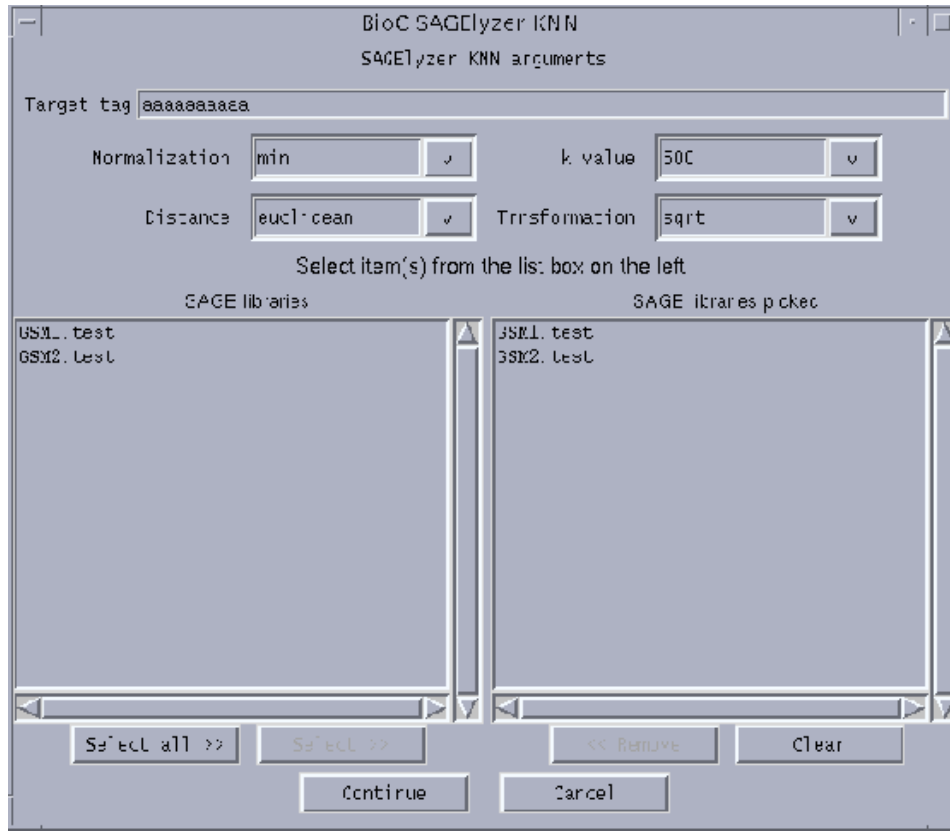 BioC SAGElyzer KNN
SAGElyzer KNN arguments
Target tag aaaaaaaaaa
Normalization min v k value 500 v
Distance euclidean v Trnsformation sqrt v
Select item(s) from the list box on the left
SAGE libraries SAGE libraries picked
GSM1.test GSM1.test
GSM2.test GSM2.test
Select all >> Select >> << Remove Clear
Continue Cancel